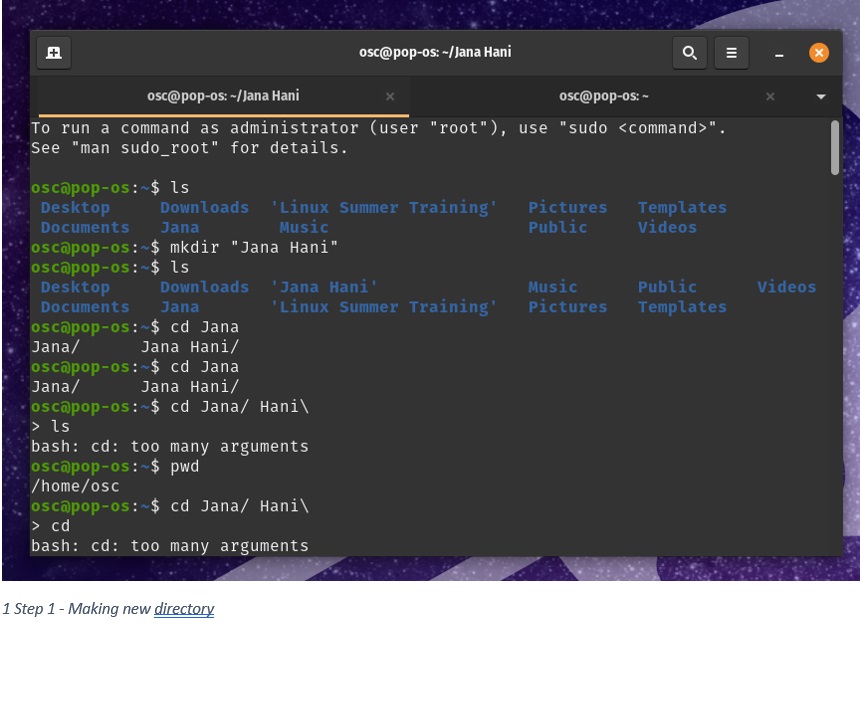 osc@pop-os: ~/Jana Hani
osc@pop-os: ~/Jana Hani × osc@pop-os: ~ ×
To run a command as administrator (user "root"), use "sudo <command>".
See "man sudo_root" for details.
osc@pop-os:~$ ls
Desktop Downloads 'Linux Summer Training' Pictures Templates
Documents Jana Music Public Videos
osc@pop-os:~$ mkdir "Jana Hani"
osc@pop-os:~$ ls
Desktop Downloads 'Jana Hani' Music Public Videos
Documents Jana 'Linux Summer Training' Pictures Templates
osc@pop-os:~$ cd Jana
Jana/ Jana Hani/
osc@pop-os:~$ cd Jana
Jana/ Jana Hani/
osc@pop-os:~$ cd Jana/ Hani\
> ls
bash: cd: too many arguments
osc@pop-os:~$ pwd
/home/osc
osc@pop-os:~$ cd Jana/ Hani\
> cd
bash: cd: too many arguments
1 Step 1 - Making new directory